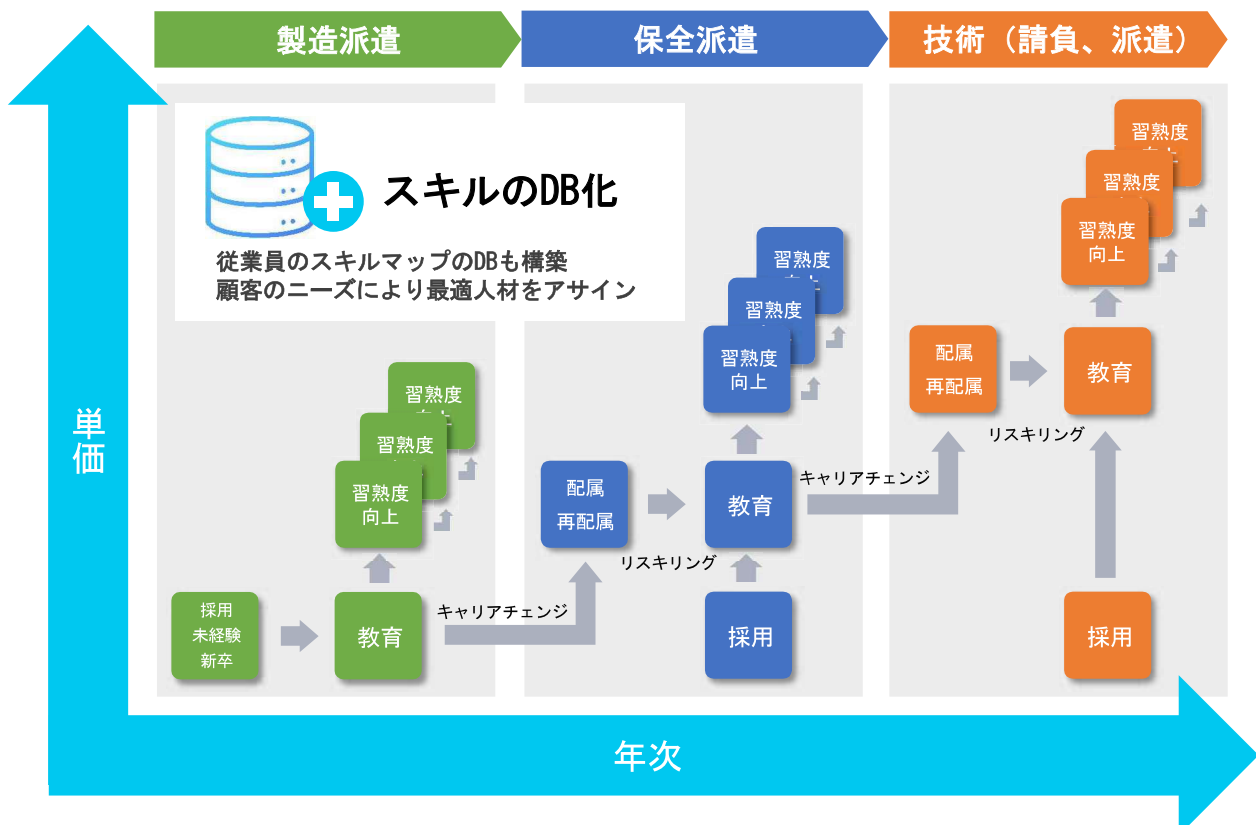 製造派遣
保全派遣
技術（請負、派遣）
スキルのDB化
従業員のスキルマップのDBも構築
顧客のニーズにより最適人材をアサイン
単価
習熟度
向上
習熟度
習熟度
向上
採用
未経験
新卒
教育
キャリアチェンジ
習熟度
向上
習熟度
習熟度
向上
配属
再配属
リスキリング
教育
採用
キャリアチェンジ
習熟度
向上
習熟度
習熟度
向上
配属
再配属
リスキリング
教育
採用
年次